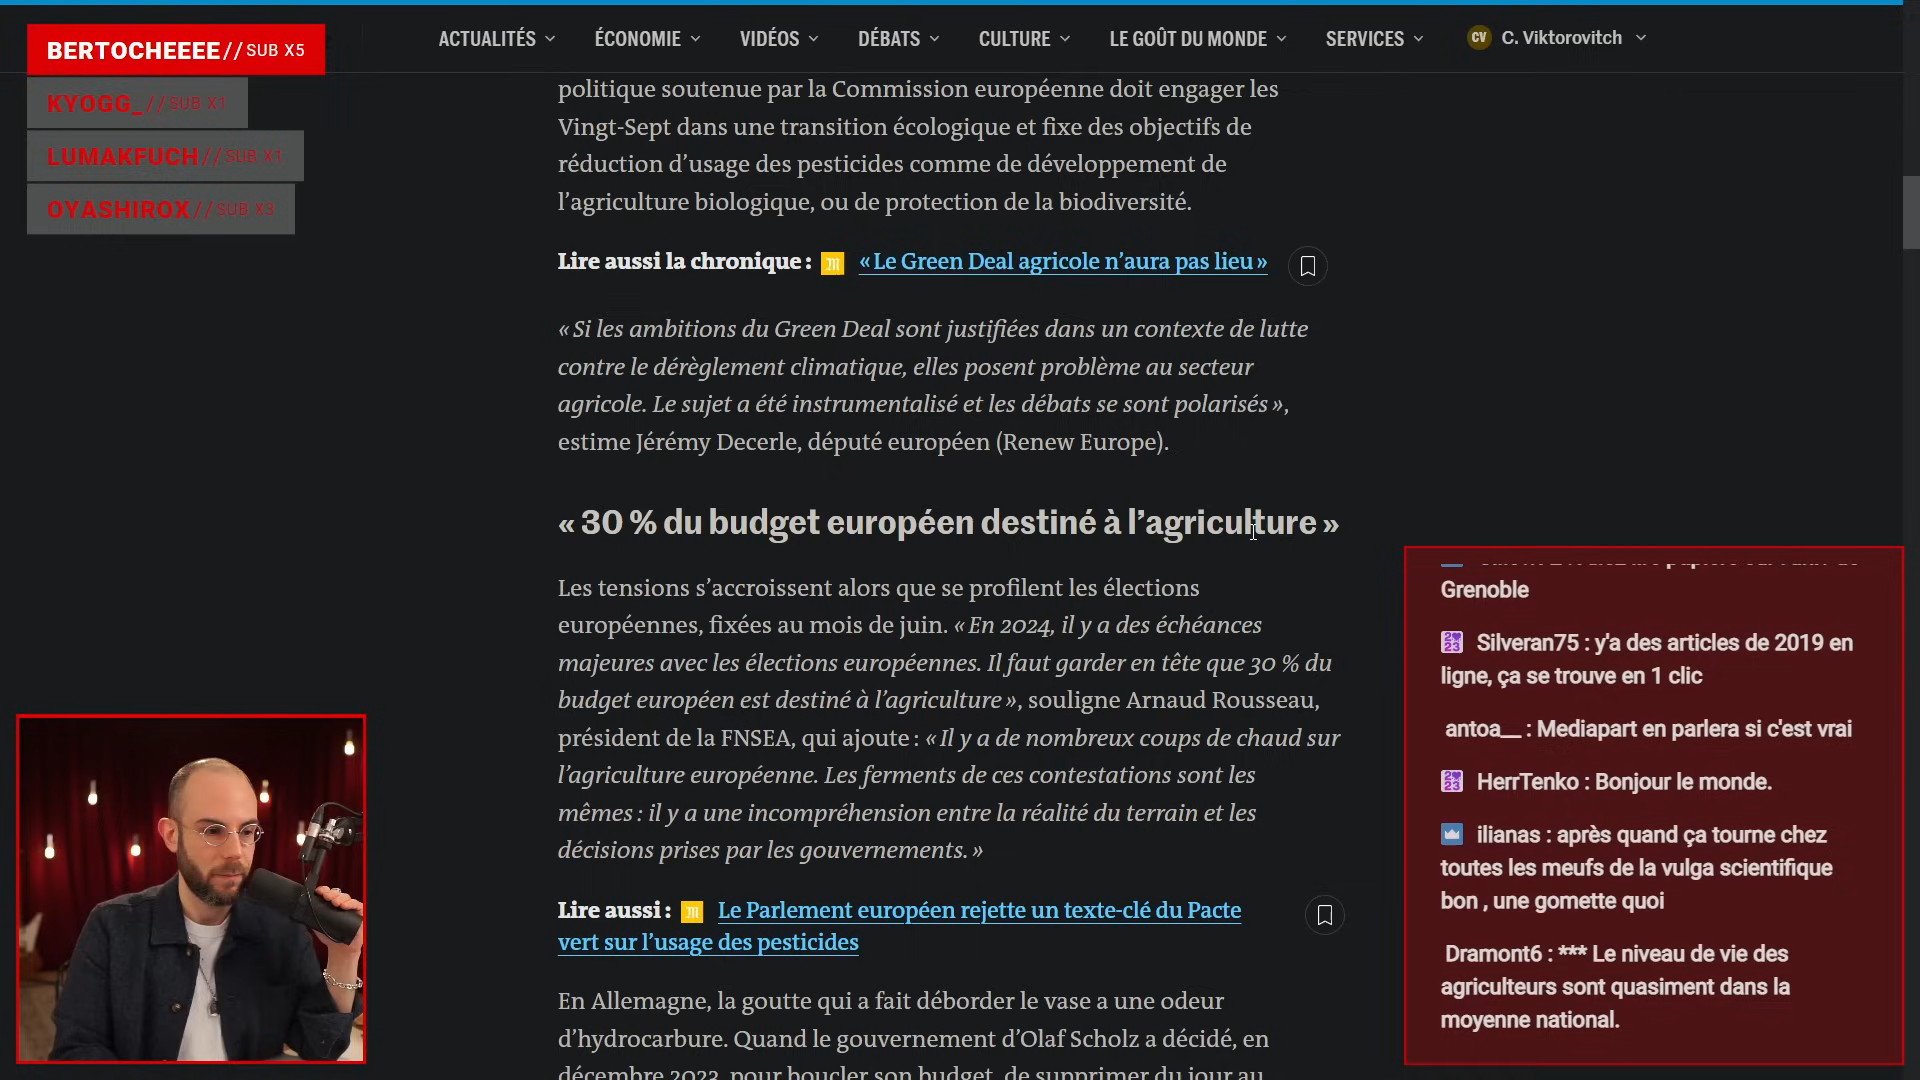 BERTOCHEEEE//SUB X5
KYOGG_//SUB X1
LUMAKFUCH//SUB X1
OYASHIROX//SUB X3
ACTUALITÉS ÉCONOMIE VIDÉOS DÉBATS CULTURE LE GOÛT DU MONDE SERVICES CV C. Viktorovitch
politique soutenue par la Commission européenne doit engager les
Vingt-Sept dans une transition écologique et fixe des objectifs de
réduction d’usage des pesticides comme de développement de
l’agriculture biologique, ou de protection de la biodiversité.
Lire aussi la chronique : « Le Green Deal agricole n’aura pas lieu »
« Si les ambitions du Green Deal sont justifiées dans un contexte de lutte
contre le dérèglement climatique, elles posent problème au secteur
agricole. Le sujet a été instrumentalisé et les débats se sont polarisés »,
estime Jérémy Decerle, député européen (Renew Europe).
« 30 % du budget européen destiné à l’agriculture »
Les tensions s’accroissent alors que se profilent les élections
européennes, fixées au mois de juin. « En 2024, il y a des échéances
majeures avec les élections européennes. Il faut garder en tête que 30 % du
budget européen est destiné à l’agriculture », souligne Arnaud Rousseau,
président de la FNSEA, qui ajoute : « Il y a de nombreux coups de chaud sur
l’agriculture européenne. Les ferments de ces contestations sont les
mêmes : il y a une incompréhension entre la réalité du terrain et les
décisions prises par les gouvernements. »
Lire aussi : Le Parlement européen rejette un texte-clé du Pacte
vert sur l’usage des pesticides
En Allemagne, la goutte qui a fait déborder le vase a une odeur
d’hydrocarbure. Quand le gouvernement d’Olaf Scholz a décidé, en
décembre 2023, pour boucler son budget, de supprimer du jour au
Grenoble
Silveran75 : y'a des articles de 2019 en
ligne, ça se trouve en 1 clic
antoa__ : Mediapart en parlera si c'est vrai
HerrTenko : Bonjour le monde.
ilianas : après quand ça tourne chez
toutes les meufs de la vulga scientifique
bon , une gomette quoi
Dramont6 : *** Le niveau de vie des
agriculteurs sont quasiment dans la
moyenne national.